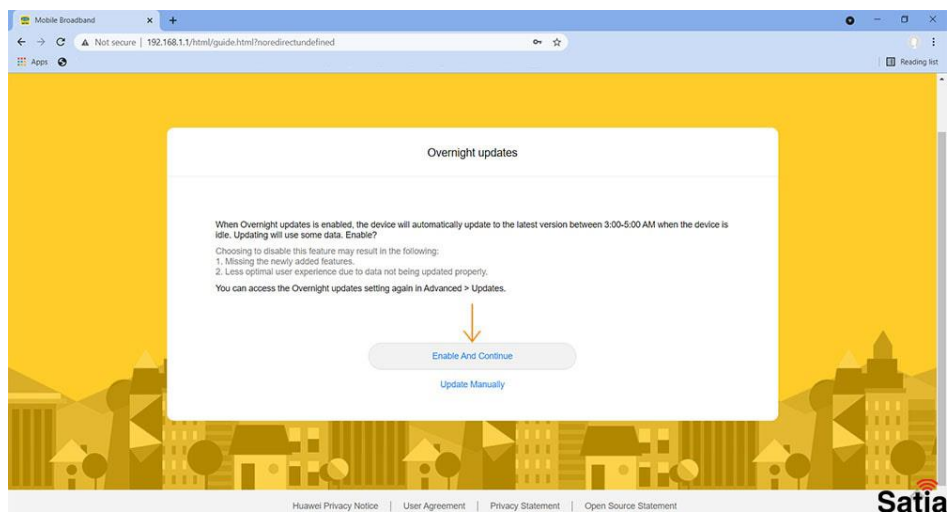 Mobile Broadband
Not secure | 192.168.1.1/html/guide.html?noredirectundefined
Apps
Reading list
Overnight updates
When Overnight updates is enabled, the device will automatically update to the latest version between 3:00-5:00 AM when the device is
idle. Updating will use some data. Enable?
Choosing to disable this feature may result in the following:
1. Missing the newly added features.
2. Less optimal user experience due to data not being updated properly.
You can access the Overnight updates setting again in Advanced > Updates.
Enable And Continue
Update Manually
Huawei Privacy Notice | User Agreement | Privacy Statement | Open Source Statement
Satia